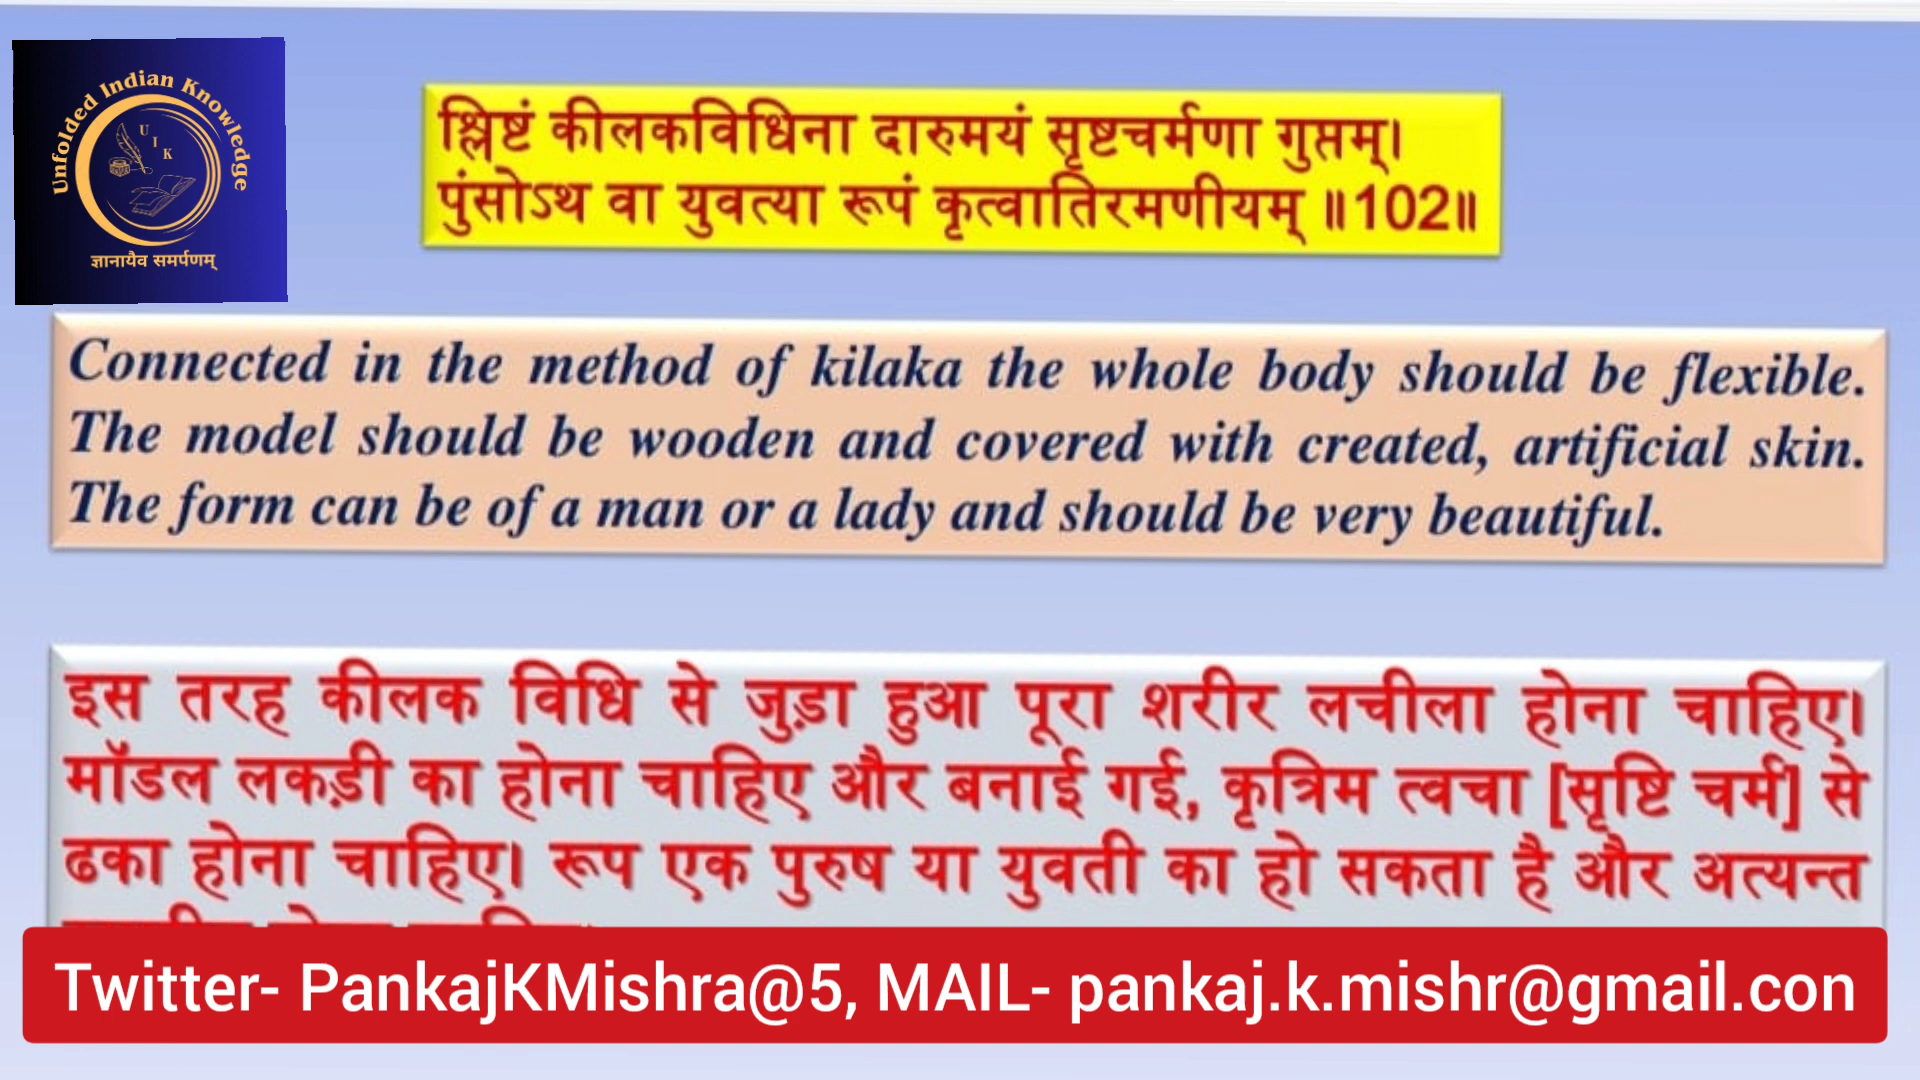 Unfolded Indian Knowledge
U
I
K
ज्ञानायैव समर्पणम्
श्लिष्टं कीलकविधिना दारुमयं सृष्टचर्मणा गुप्तम्।
पुंसोऽथ वा युवत्या रूपं कृत्वातिरमणीयम् ॥102॥
Connected in the method of kilaka the whole body should be flexible.
The model should be wooden and covered with created, artificial skin.
The form can be of a man or a lady and should be very beautiful.
इस तरह कीलक विधि से जुड़ा हुआ पूरा शरीर लचीला होना चाहिए।
मॉडल लकड़ी का होना चाहिए और बनाई गई, कृत्रिम त्वचा [सृष्टि चर्म] से
ढका होना चाहिए। रूप एक पुरुष या युवती का हो सकता है और अत्यन्त
Twitter- PankajKMishra@5, MAIL- pankaj.k.mishr@gmail.con